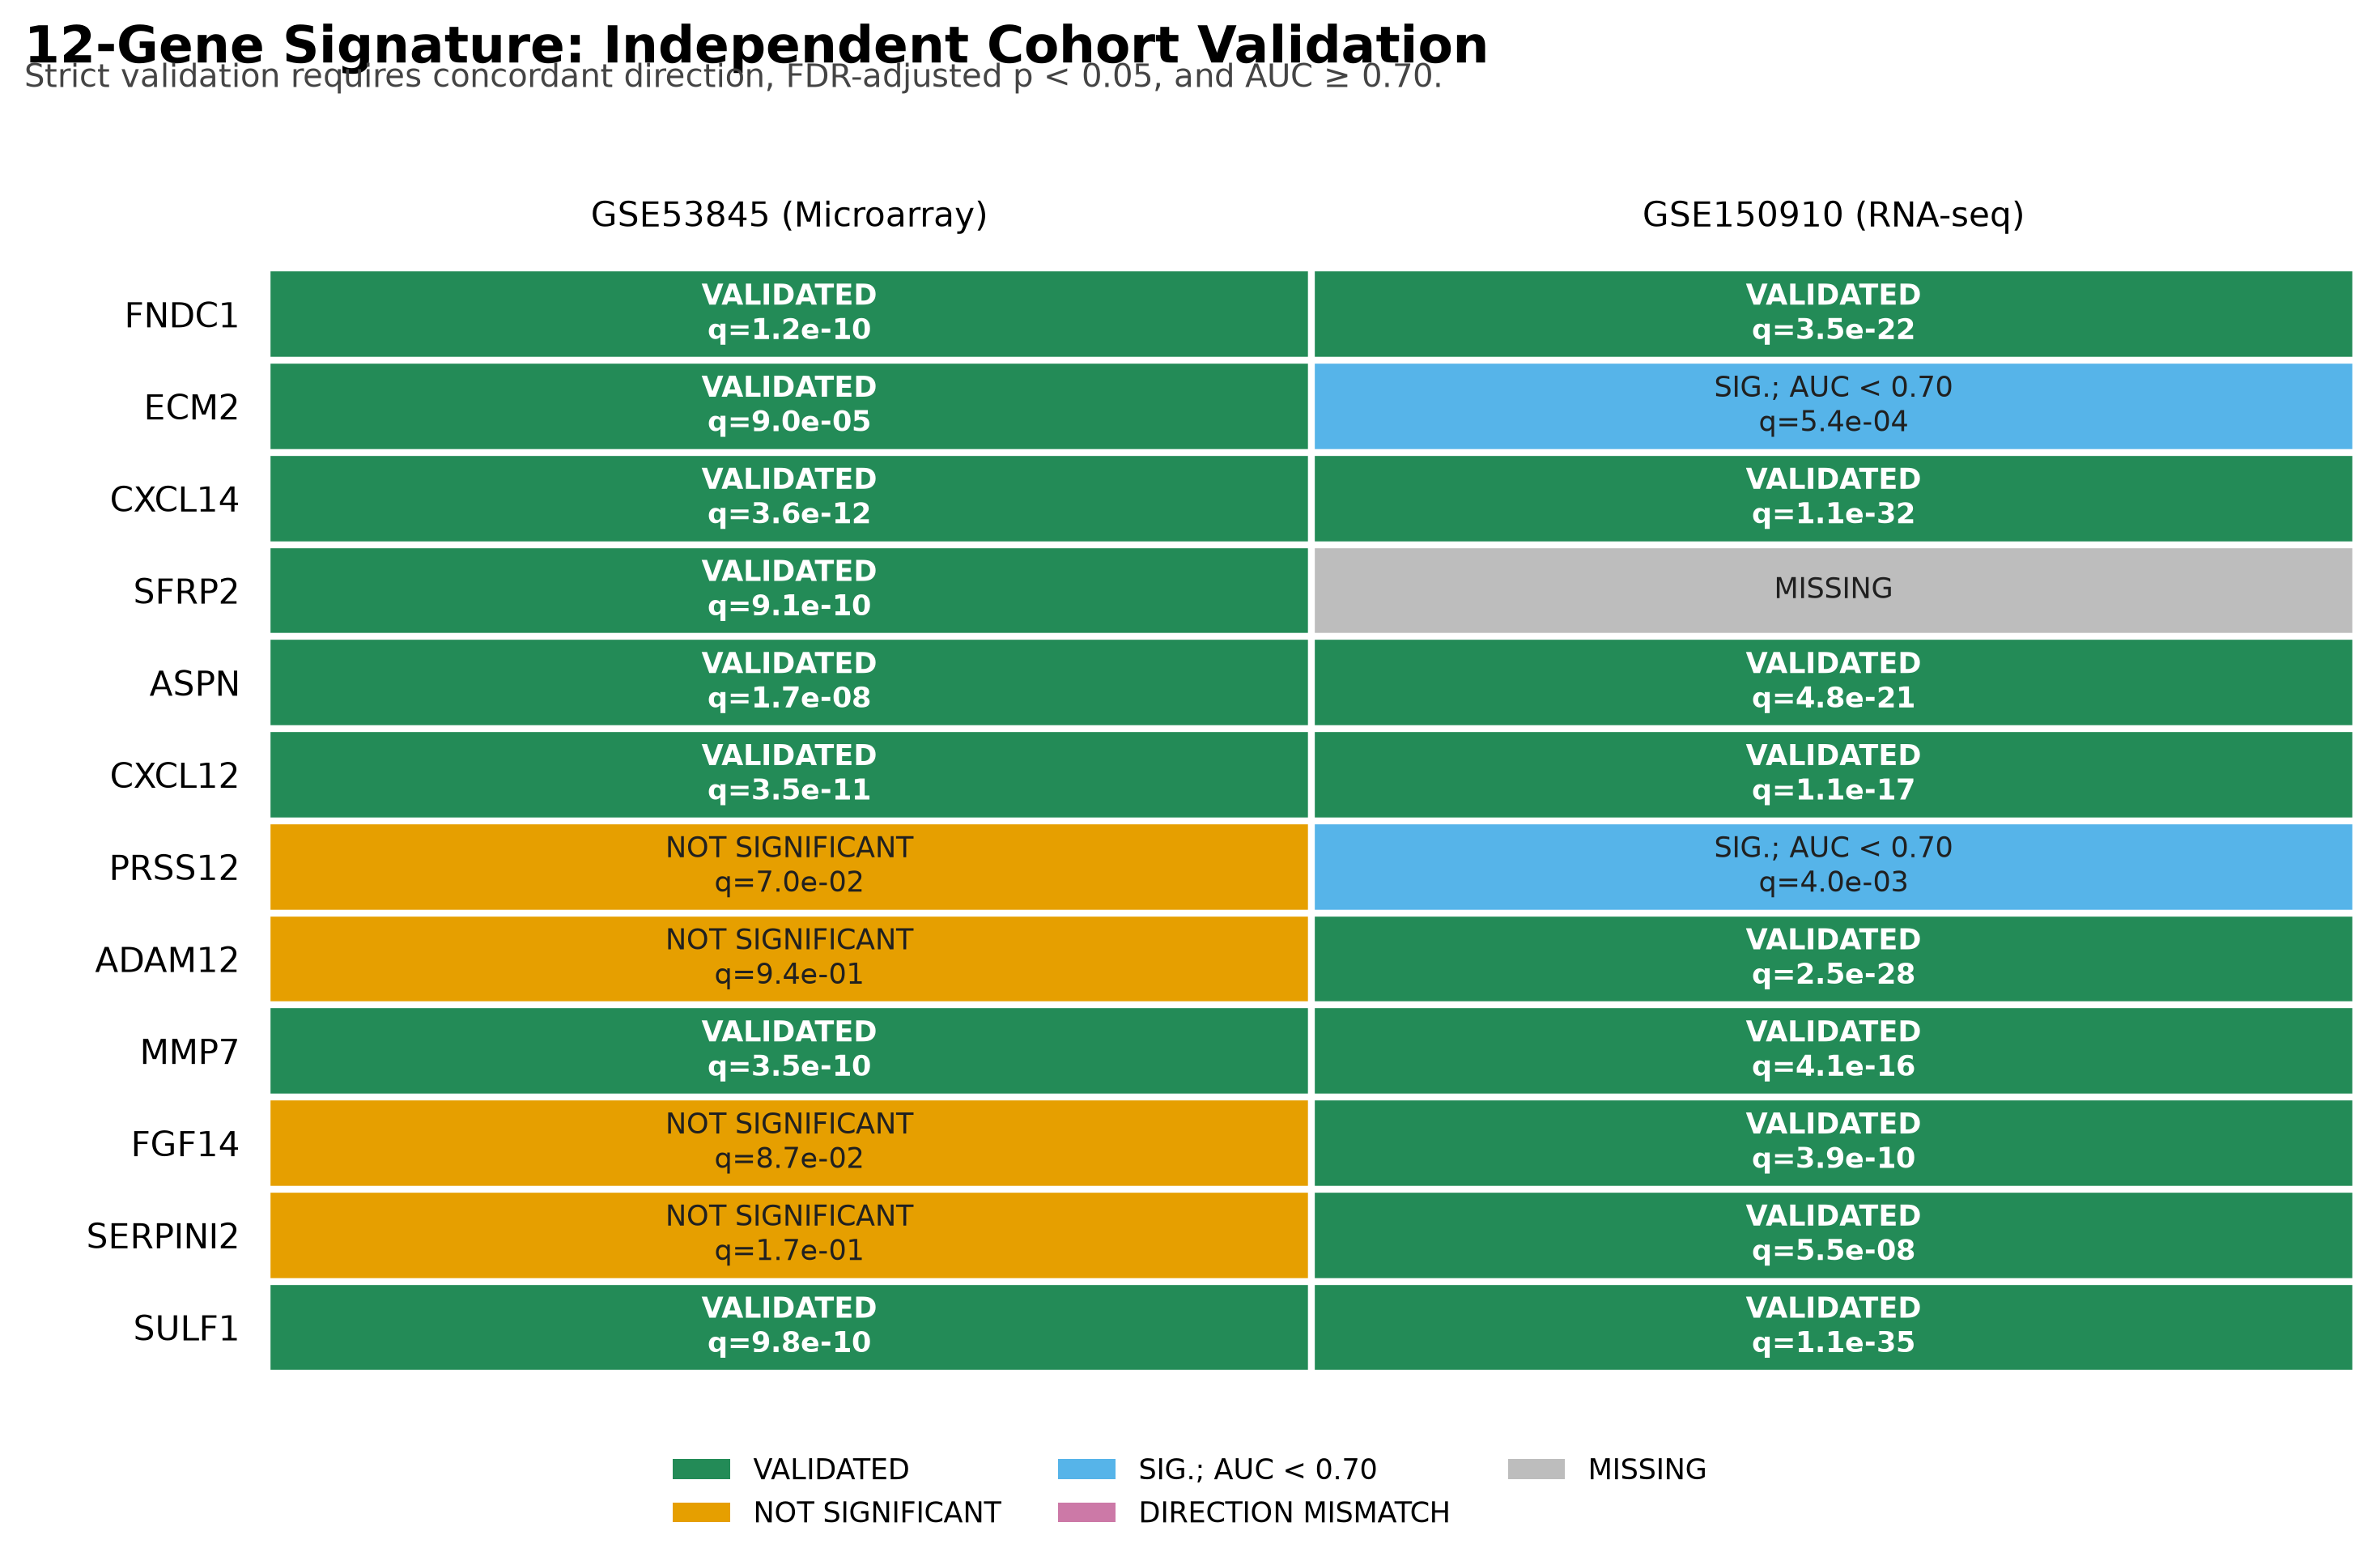 12-Gene Signature: Independent Cohort Validation
Strict validation requires concordant direction, FDR-adjusted p < 0.05, and AUC ≥ 0.70.
GSE53845 (Microarray)
GSE150910 (RNA-seq)
FNDC1
VALIDATED
q=1.2e-10
VALIDATED
q=3.5e-22
ECM2
VALIDATED
q=9.0e-05
SIG.; AUC < 0.70
q=5.4e-04
CXCL14
VALIDATED
q=3.6e-12
VALIDATED
q=1.1e-32
SFRP2
VALIDATED
q=9.1e-10
MISSING
ASPN
VALIDATED
q=1.7e-08
VALIDATED
q=4.8e-21
CXCL12
VALIDATED
q=3.5e-11
VALIDATED
q=1.1e-17
PRSS12
NOT SIGNIFICANT
q=7.0e-02
SIG.; AUC < 0.70
q=4.0e-03
ADAM12
NOT SIGNIFICANT
q=9.4e-01
VALIDATED
q=2.5e-28
MMP7
VALIDATED
q=3.5e-10
VALIDATED
q=4.1e-16
FGF14
NOT SIGNIFICANT
q=8.7e-02
VALIDATED
q=3.9e-10
SERPINI2
NOT SIGNIFICANT
q=1.7e-01
VALIDATED
q=5.5e-08
SULF1
VALIDATED
q=9.8e-10
VALIDATED
q=1.1e-35
VALIDATED
SIG.; AUC < 0.70
MISSING
NOT SIGNIFICANT
DIRECTION MISMATCH